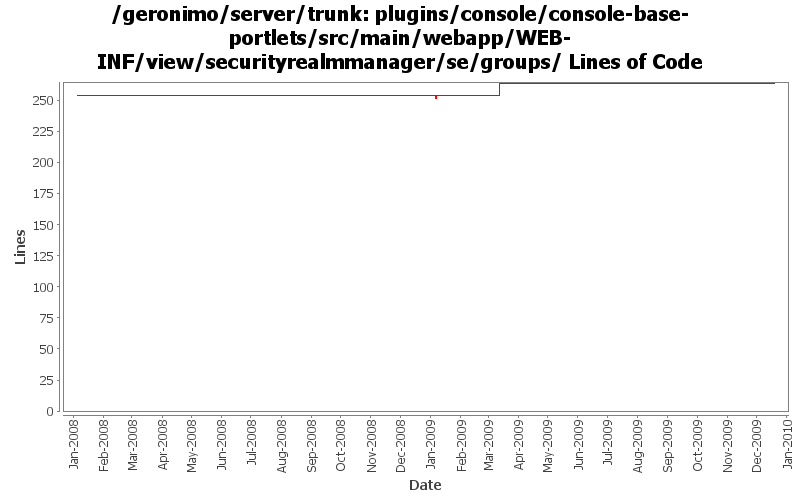 /geronimo/server/trunk: plugins/console/console-base-
portlets/src/main/webapp/WEB-
INF/view/securityrealmmanager/se/groups/ Lines of Code
250
225
200
175
150
125
100
75
50
25
0
Lines
Jan-2008
Feb-2008
Mar-2008
Apr-2008
May-2008
Jun-2008
Jul-2008
Aug-2008
Sep-2008
Oct-2008
Nov-2008
Dec-2008
Jan-2009
Feb-2009
Mar-2009
Apr-2009
May-2009
Jun-2009
Jul-2009
Aug-2009
Sep-2009
Oct-2009
Nov-2009
Dec-2009
Jan-2010
Date